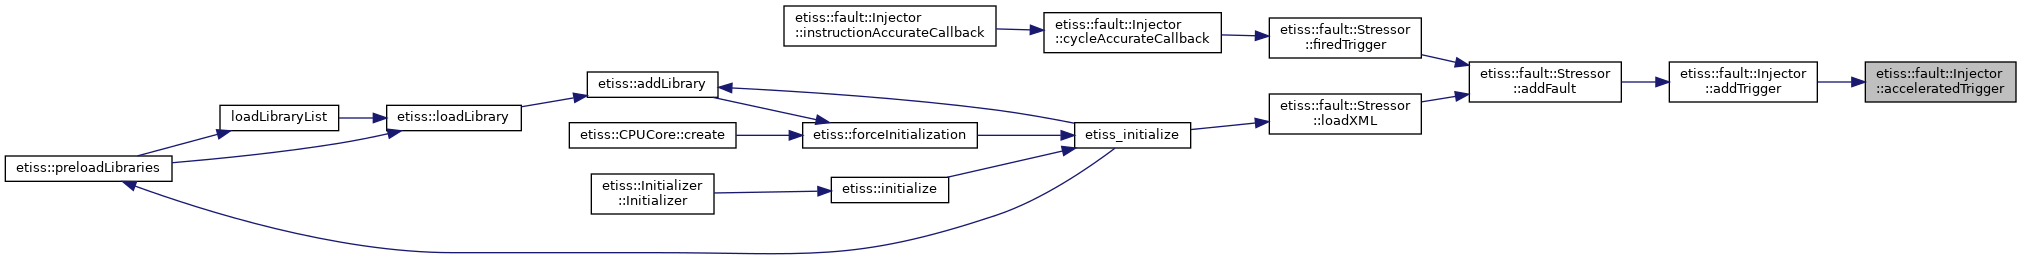 etiss::fault::Injector
::instructionAccurateCallback
etiss::fault::Injector
::cycleAccurateCallback
etiss::fault::Stressor
::firedTrigger
etiss::fault::Stressor
::addFault
etiss::fault::Injector
::addTrigger
etiss::fault::Injector
::acceleratedTrigger
etiss::addLibrary
loadLibraryList
etiss::loadLibrary
etiss::fault::Stressor
::loadXML
etiss::CPUCore::create
etiss::forceInitialization
etiss_initialize
etiss::preloadLibraries
etiss::Initializer
::Initializer
etiss::initialize